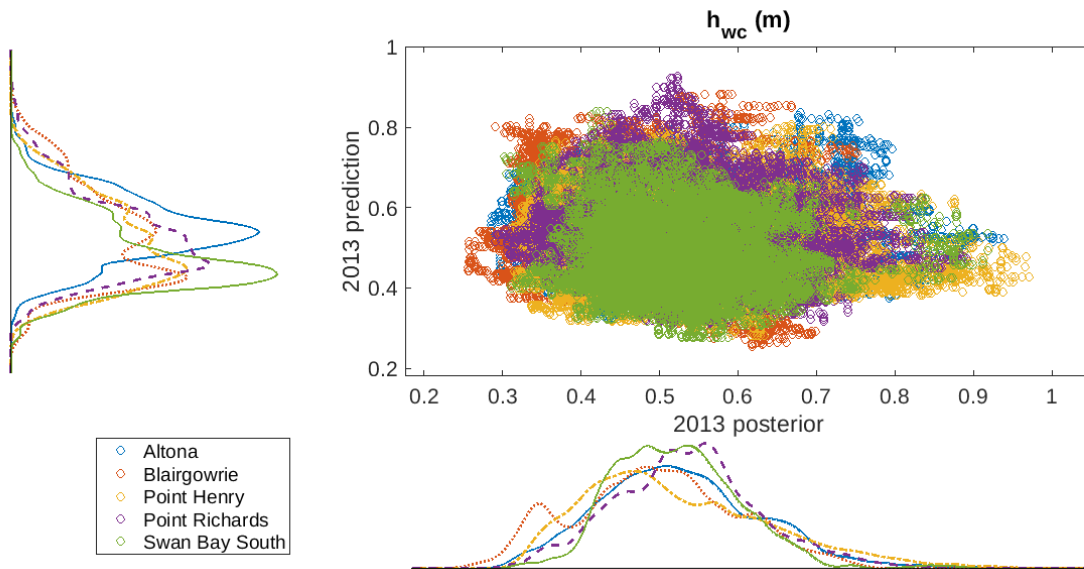 h_wc (m)
1
0.8
0.6
0.4
0.2
2013 prediction
0.2 0.3 0.4 0.5 0.6 0.7 0.8 0.9 1
2013 posterior
Altona
Blairgowrie
Point Henry
Point Richards
Swan Bay South